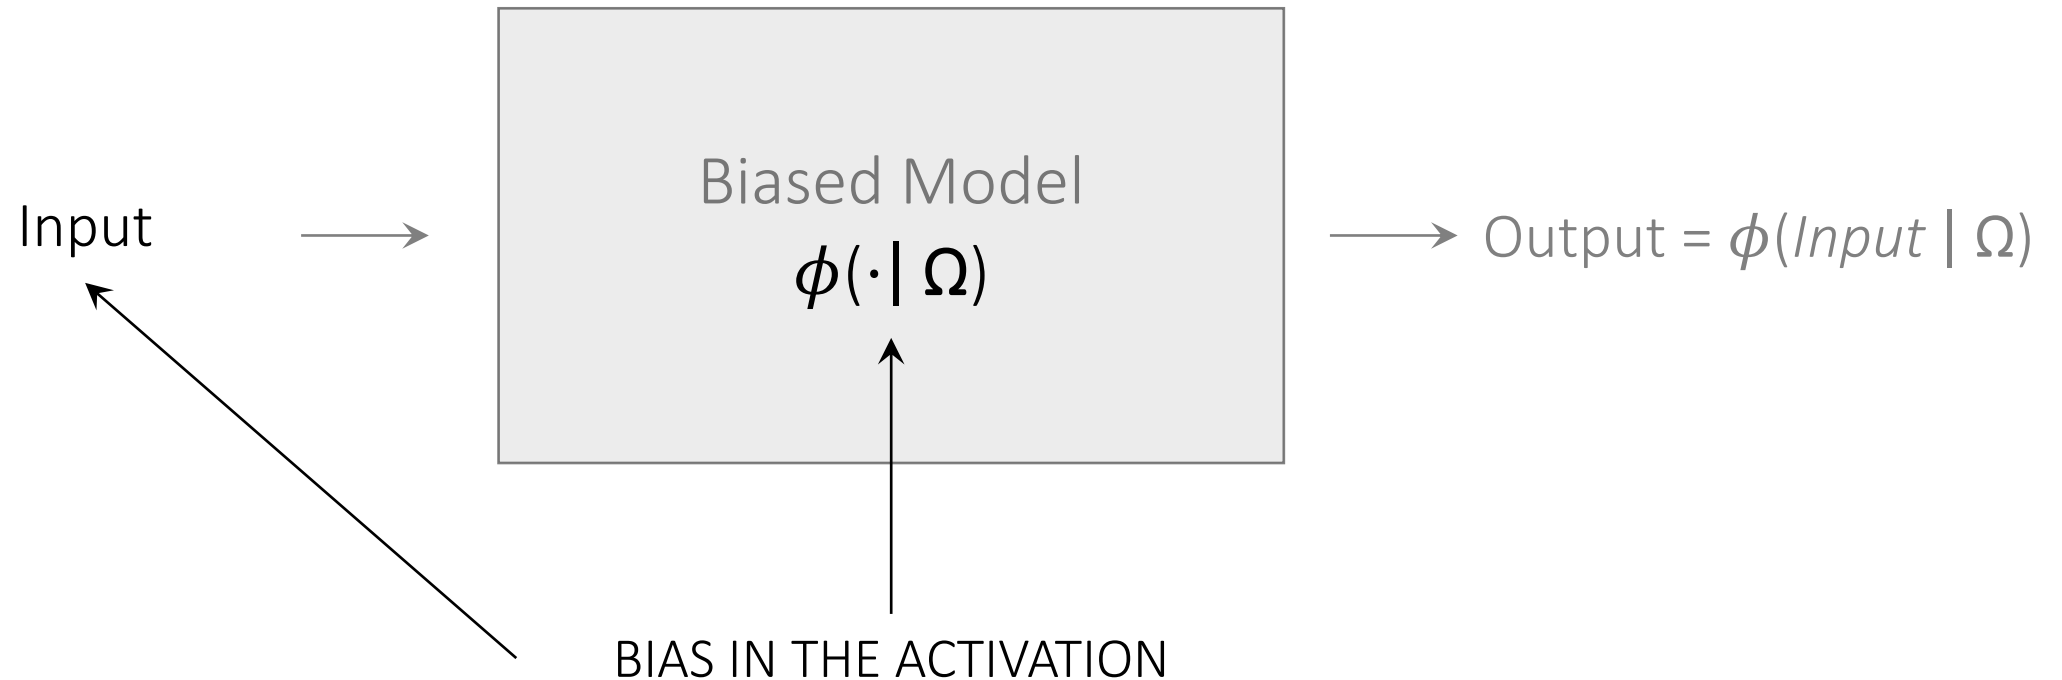 Input
Biased Model
ϕ(·| Ω)
Output = ϕ(Input | Ω)
BIAS IN THE ACTIVATION